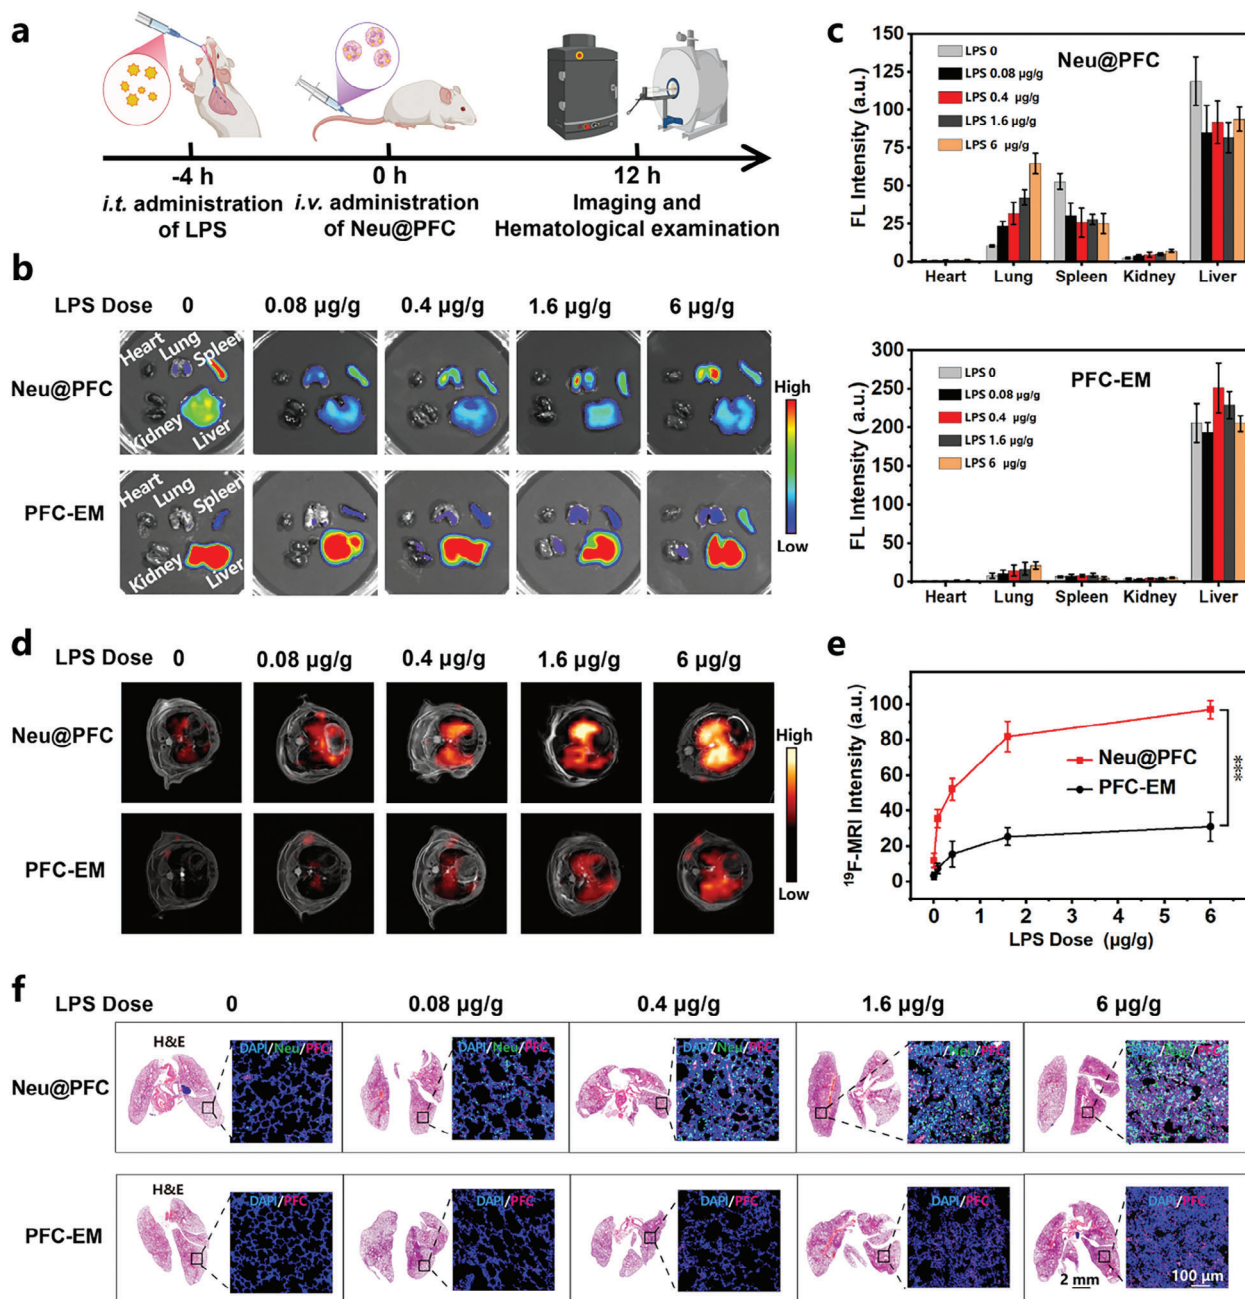 a
-4 h
0 h
12 h
i.t. administration
of LPS
i.v. administration
of Neu@PFC
Imaging and
Hematological examination
b
LPS Dose 0 0.08 µg/g 0.4 µg/g 1.6 µg/g 6 µg/g
Neu@PFC
Heart Lung Spleen
Kidney Liver
High
Low
PFC-EM
Heart Lung Spleen
Kidney Liver
c
Neu@PFC
LPS 0
LPS 0.08 µg/g
LPS 0.4 µg/g
LPS 1.6 µg/g
LPS 6 µg/g
FL Intensity (a.u.)
150
125
100
75
50
25
0
Heart Lung Spleen Kidney Liver
PFC-EM
LPS 0
LPS 0.08 µg/g
LPS 0.4 µg/g
LPS 1.6 µg/g
LPS 6 µg/g
FL Intensity (a.u.)
300
250
200
150
100
50
0
Heart Lung Spleen Kidney Liver
d
LPS Dose 0 0.08 µg/g 0.4 µg/g 1.6 µg/g 6 µg/g
Neu@PFC
PFC-EM
High
Low
e
¹⁹F-MRI Intensity (a.u.)
100
80
60
40
20
0
Neu@PFC
PFC-EM
***
0 1 2 3 4 5 6
LPS Dose (µg/g)
f
LPS Dose 0 0.08 µg/g 0.4 µg/g 1.6 µg/g 6 µg/g
Neu@PFC
H&E
DAPI/Neu/PFC
DAPI/Neu/PFC
DAPI/Neu/PFC
DAPI/Neu/PFC
DAPI/Neu/PFC
PFC-EM
H&E
DAPI/PFC
DAPI/PFC
DAPI/PFC
DAPI/PFC
DAPI/PFC
2 mm
100 µm